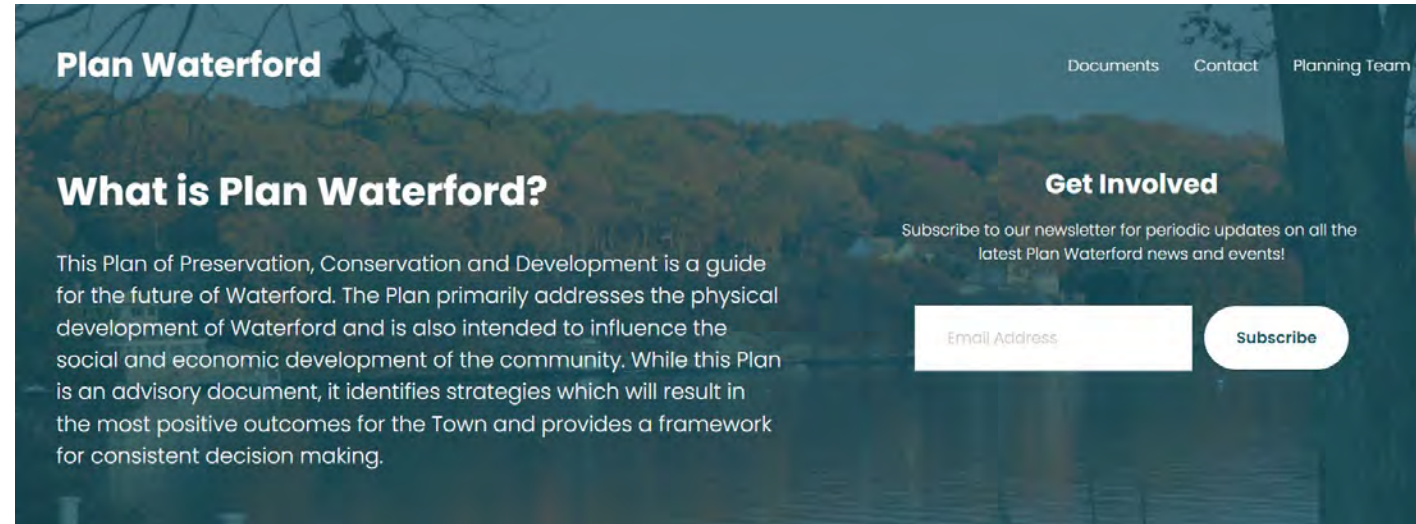 Plan Waterford
Documents
Contact
Planning Team
What is Plan Waterford?
This Plan of Preservation, Conservation and Development is a guide
for the future of Waterford. The Plan primarily addresses the physical
development of Waterford and is also intended to influence the
social and economic development of the community. While this Plan
is an advisory document, it identifies strategies which will result in
the most positive outcomes for the Town and provides a framework
for consistent decision making.
Get Involved
Subscribe to our newsletter for periodic updates on all the
latest Plan Waterford news and events!
Email Address
Subscribe